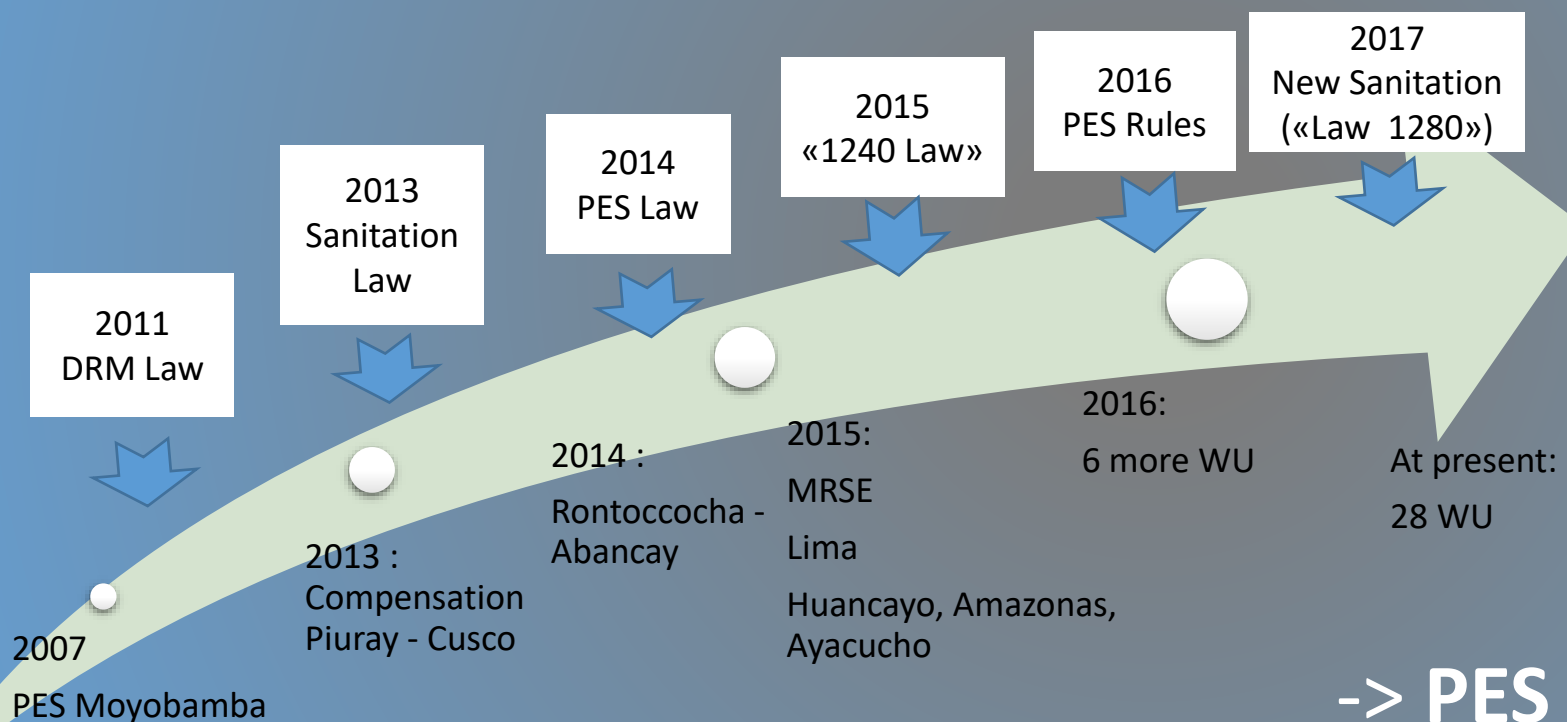 2011
DRM Law
2013
Sanitation
Law
2014
PES Law
2015
«1240 Law»
2016
PES Rules
2017
New Sanitation
(«Law 1280»)
2007
PES Moyobamba
2013 :
Compensation
Piuray - Cusco
2014 :
Rontoccocha -
Abancay
2015:
MRSE
Lima
Huancayo, Amazonas,
Ayacucho
2016:
6 more WU
At present:
28 WU
-> PES